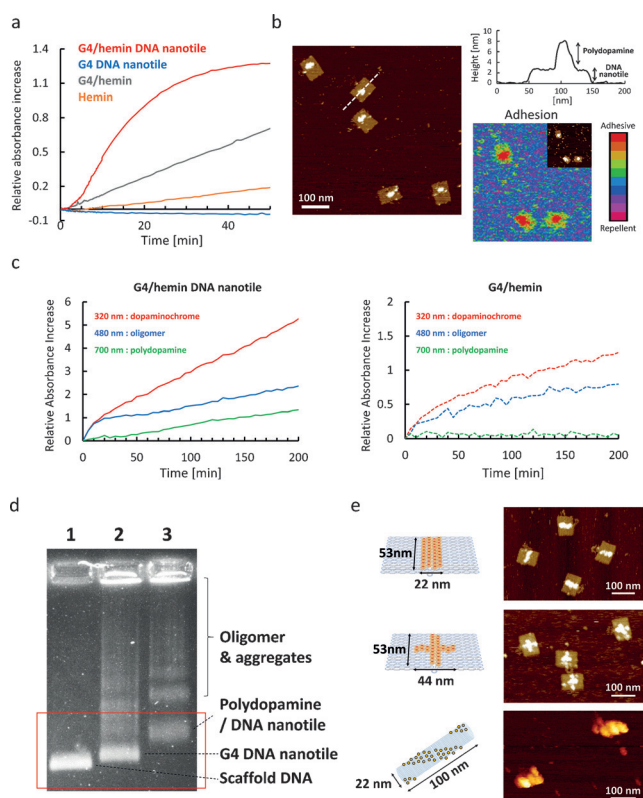 a
Relative absorbance increase
1.4
1.1
0.8
0.5
0.2
-0.1
G4/hemin DNA nanotile
G4 DNA nanotile
G4/hemin
Hemin
0
20
40
Time [min]
b
100 nm
Height [nm]
10
8
6
4
2
0
0
50
100
150
200
[nm]
Polydopamine
DNA
nanotile
Adhesion
Adhesive
Repellent
c
G4/hemin DNA nanotile
Relative Absorbance Increase
6
5
4
3
2
1
0
320 nm : dopaminochrome
480 nm : oligomer
700 nm : polydopamine
0
50
100
150
200
Time [min]
G4/hemin
Relative Absorbance Increase
2
1.5
1
0.5
0
320 nm : dopaminochrome
480 nm : oligomer
700 nm : polydopamine
0
50
100
150
200
Time [min]
d
1 2 3
Oligomer
& aggregates
Polydopamine
/ DNA nanotile
G4 DNA nanotile
Scaffold DNA
e
53nm
22 nm
100 nm
53nm
44 nm
100 nm
22 nm
100 nm
100 nm